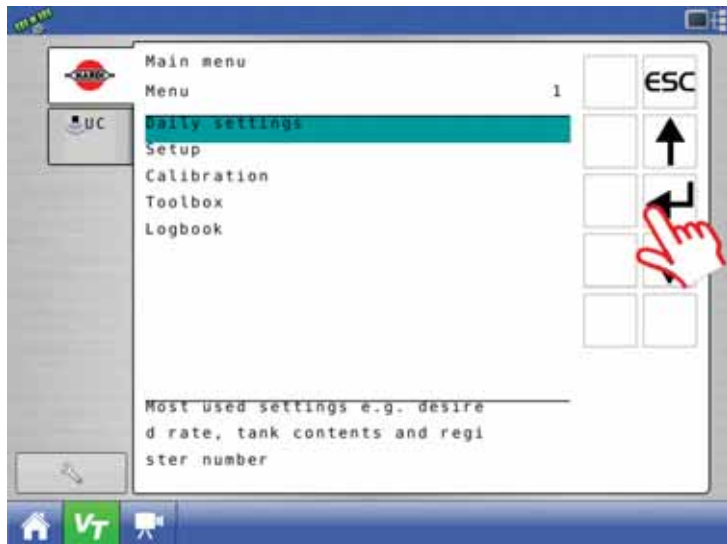 Main menu
Menu 1
ESC
HARDI
UC
Daily settings
Setup
Calibration
Toolbox
Logbook
Most used settings e.g. desire
d rate, tank contents and regi
ster number
VT